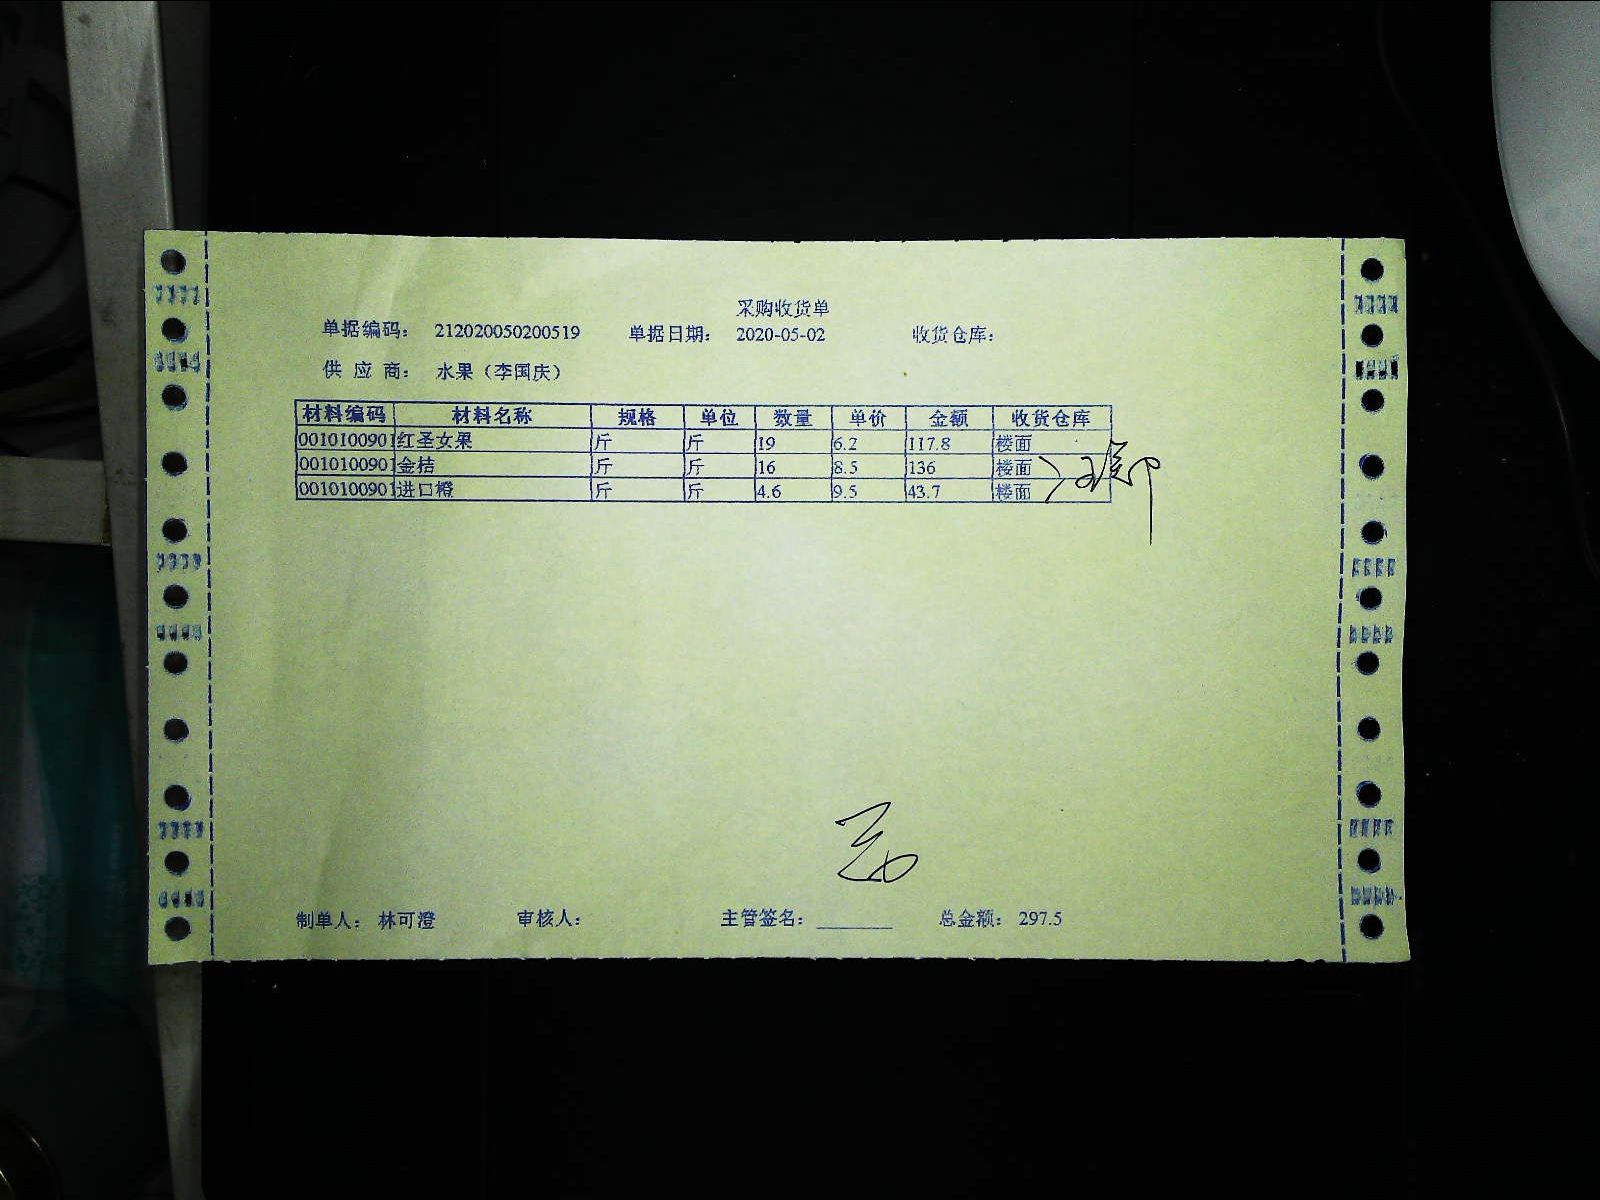 采购收货单
单据编码： 212020050200519 单据日期： 2020-05-02 收货仓库：
供 应 商： 水果（李国庆）
材料编码 材料名称 规格 单位 数量 单价 金额 收货仓库
0010100901 红圣女果 斤 斤 19 6.2 117.8 楼面
0010100901 金桔 斤 斤 16 8.5 136 楼面
0010100901 进口橙 斤 斤 4.6 9.5 43.7 楼面
制单人： 林可澄 审核人： 主管签名： ________ 总金额： 297.5